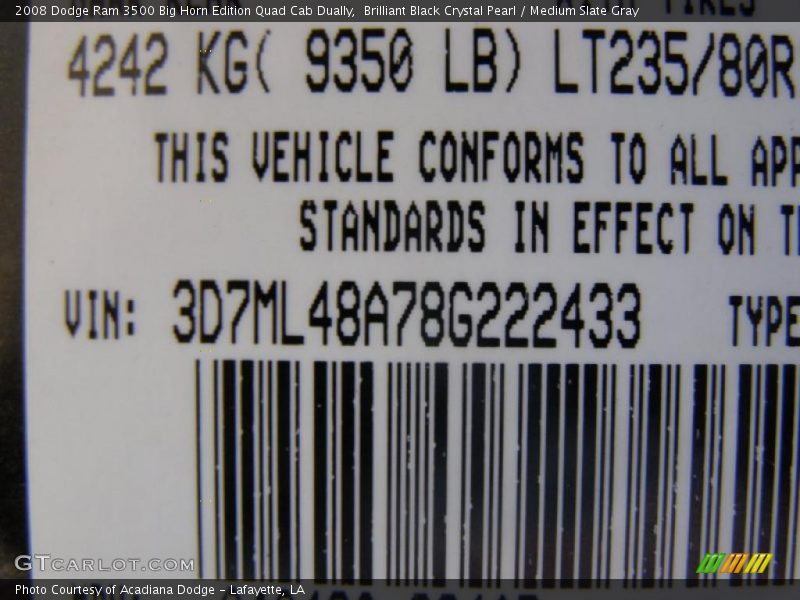 2008 Dodge Ram 3500 Big Horn Edition Quad Cab Dually,  Brilliant Black Crystal Pearl / Medium Slate Gray
4242 KG( 9350 LB) LT235/80R
THIS VEHICLE CONFORMS TO ALL APP
STANDARDS IN EFFECT ON T
VIN: 3D7ML48A78G222433 TYPE
GTCARLOT.COM
Photo Courtesy of Acadiana Dodge - Lafayette, LA